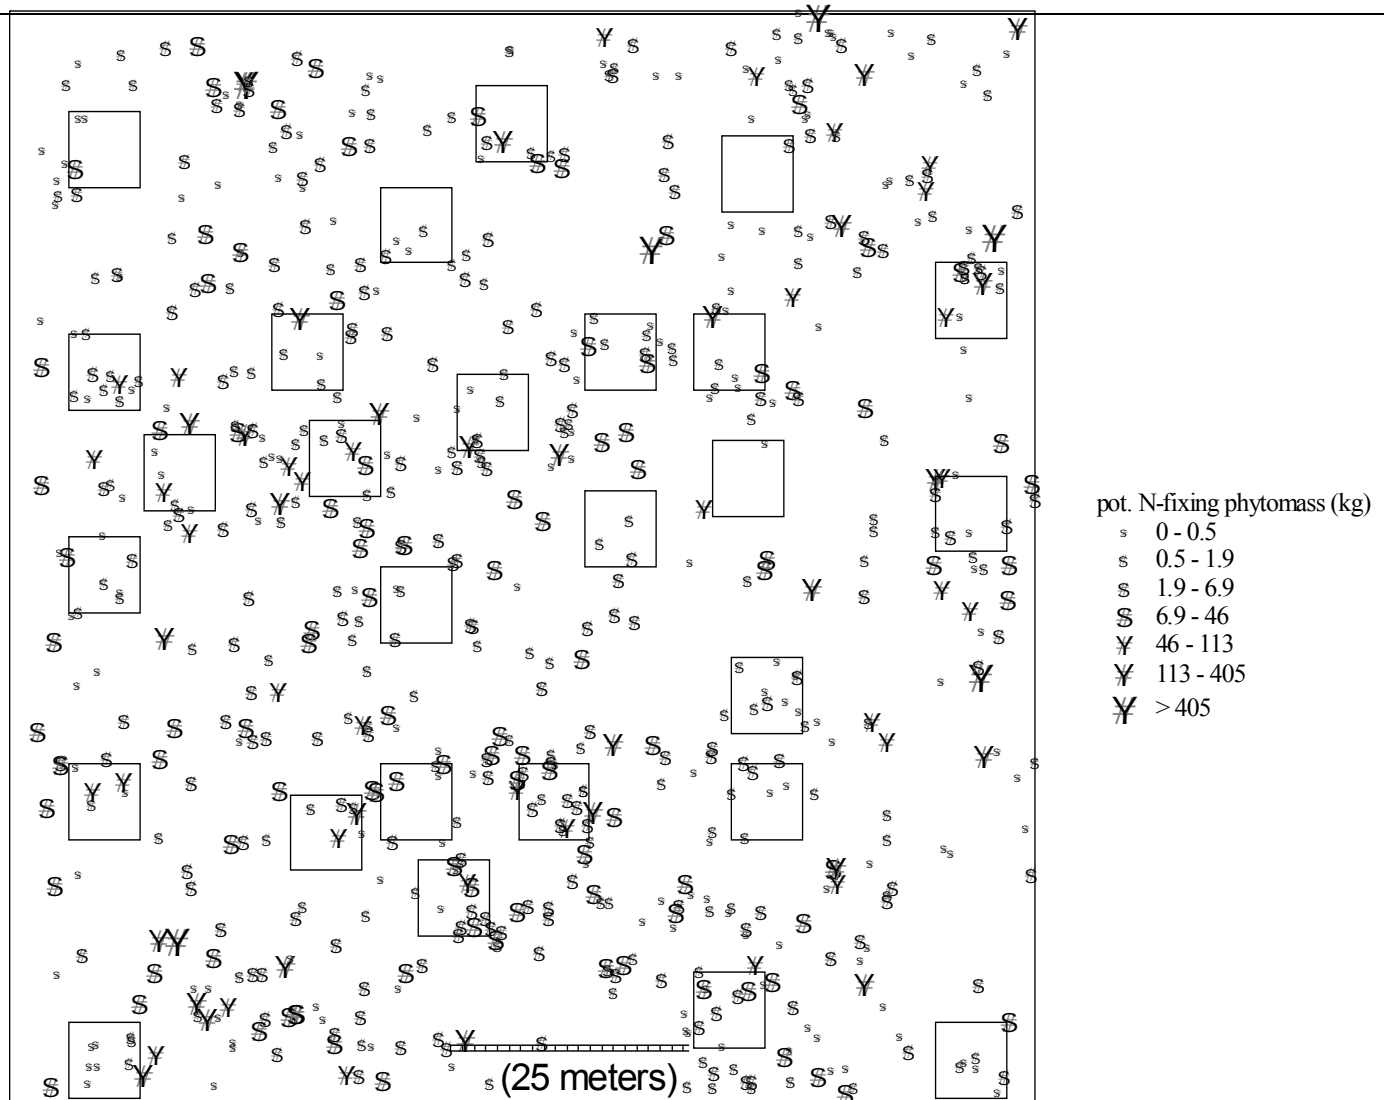 pot. N-fixing phytomass (kg)
s 0 - 0.5
$ 0.5 - 1.9
$ 1.9 - 6.9
$ 6.9 - 46
¥ 46 - 113
¥ 113 - 405
¥ > 405
(25 meters)